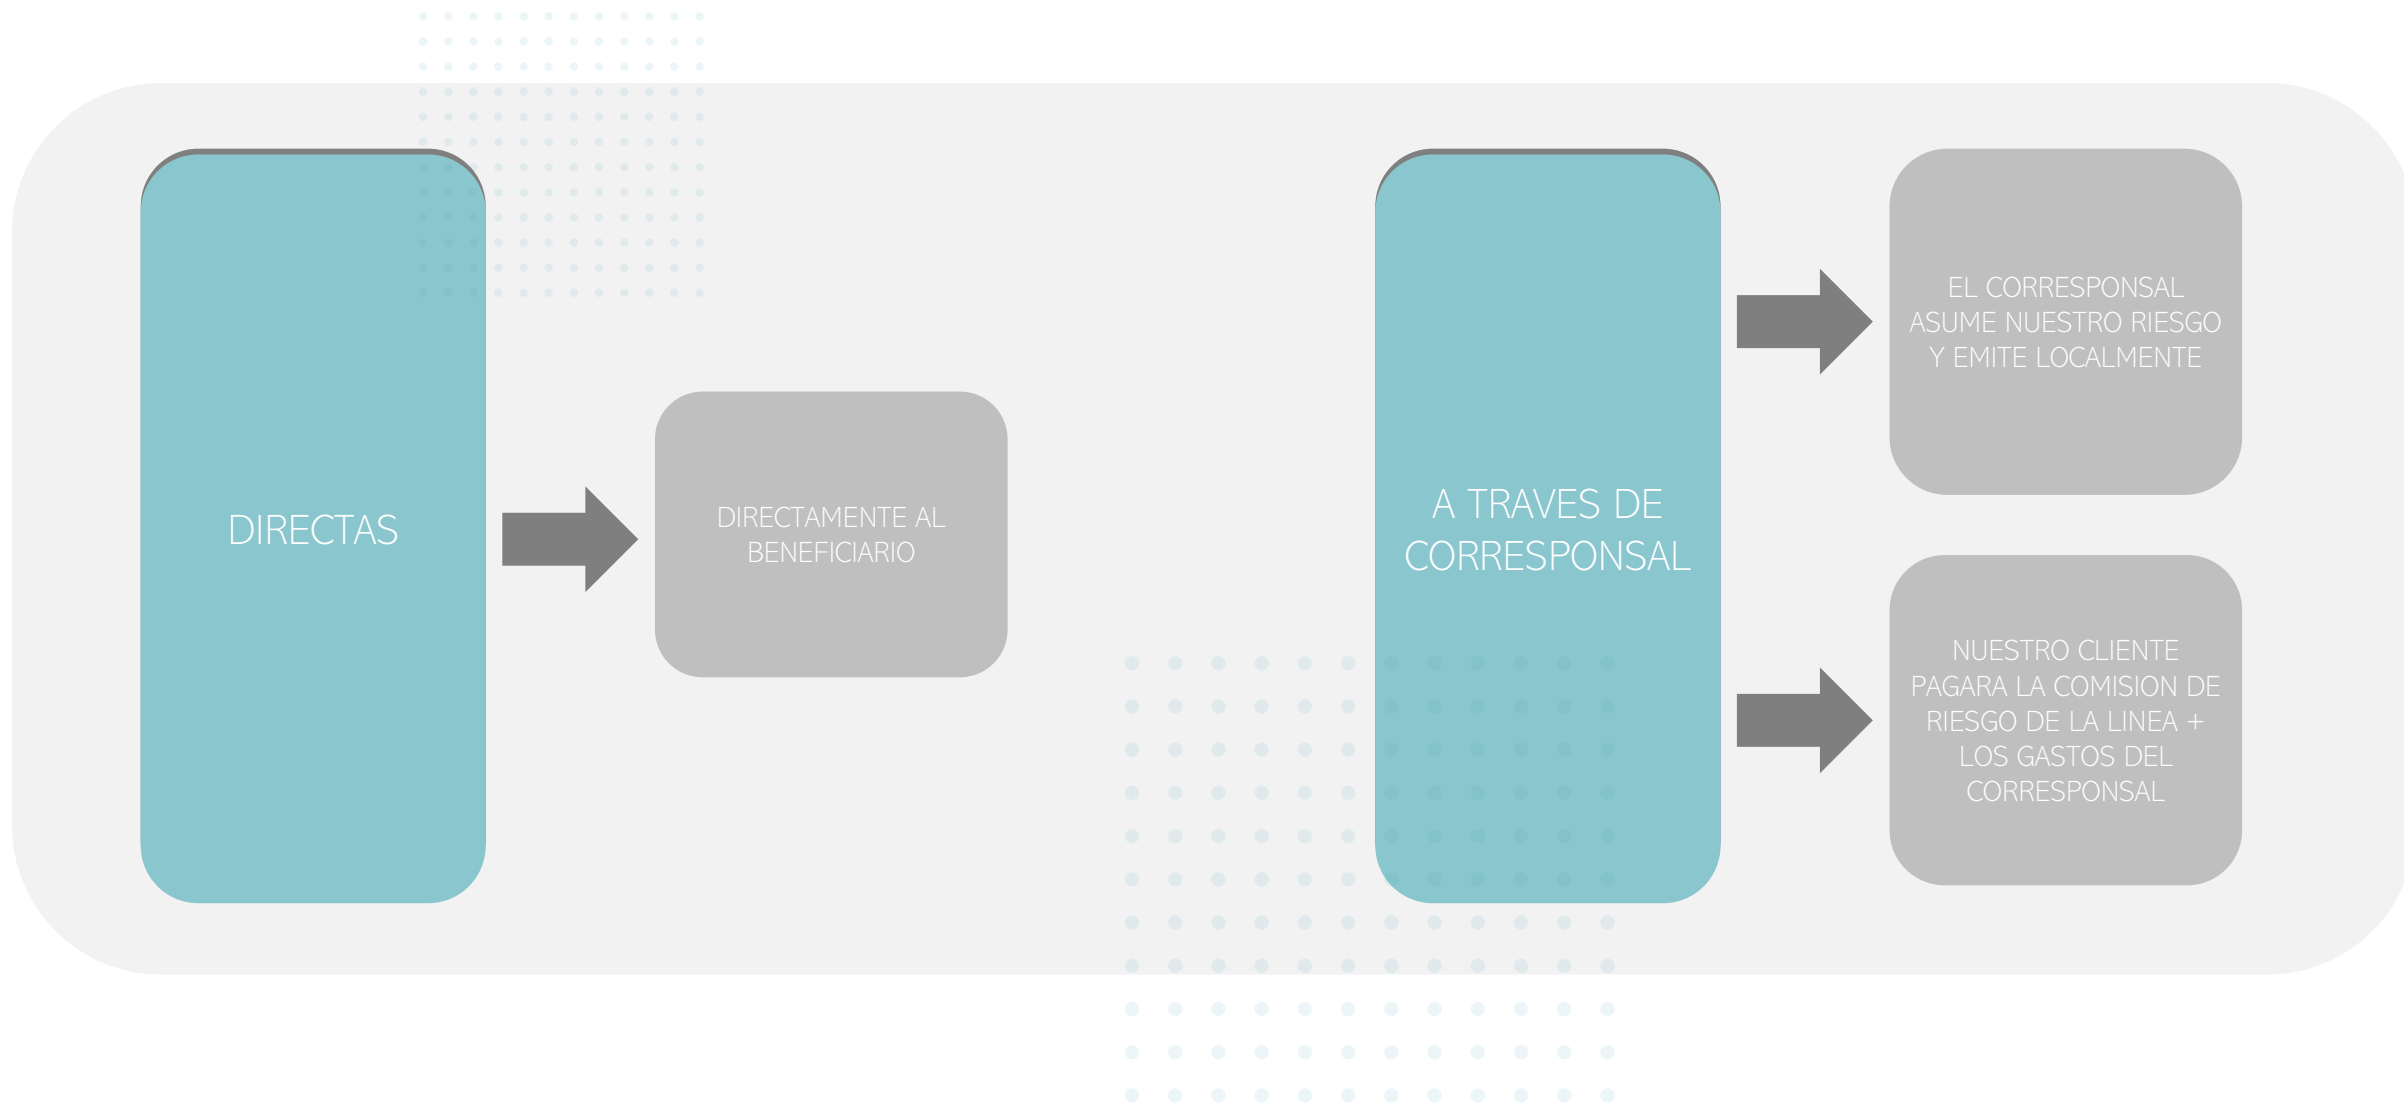 DIRECTAS
DIRECTAMENTE AL
BENEFICIARIO
A TRAVES DE
CORRESPONSAL
EL CORRESPONSAL
ASUME NUESTRO RIESGO
Y EMITE LOCALMENTE
NUESTRO CLIENTE
PAGARA LA COMISION DE
RIESGO DE LA LINEA +
LOS GASTOS DEL
CORRESPONSAL